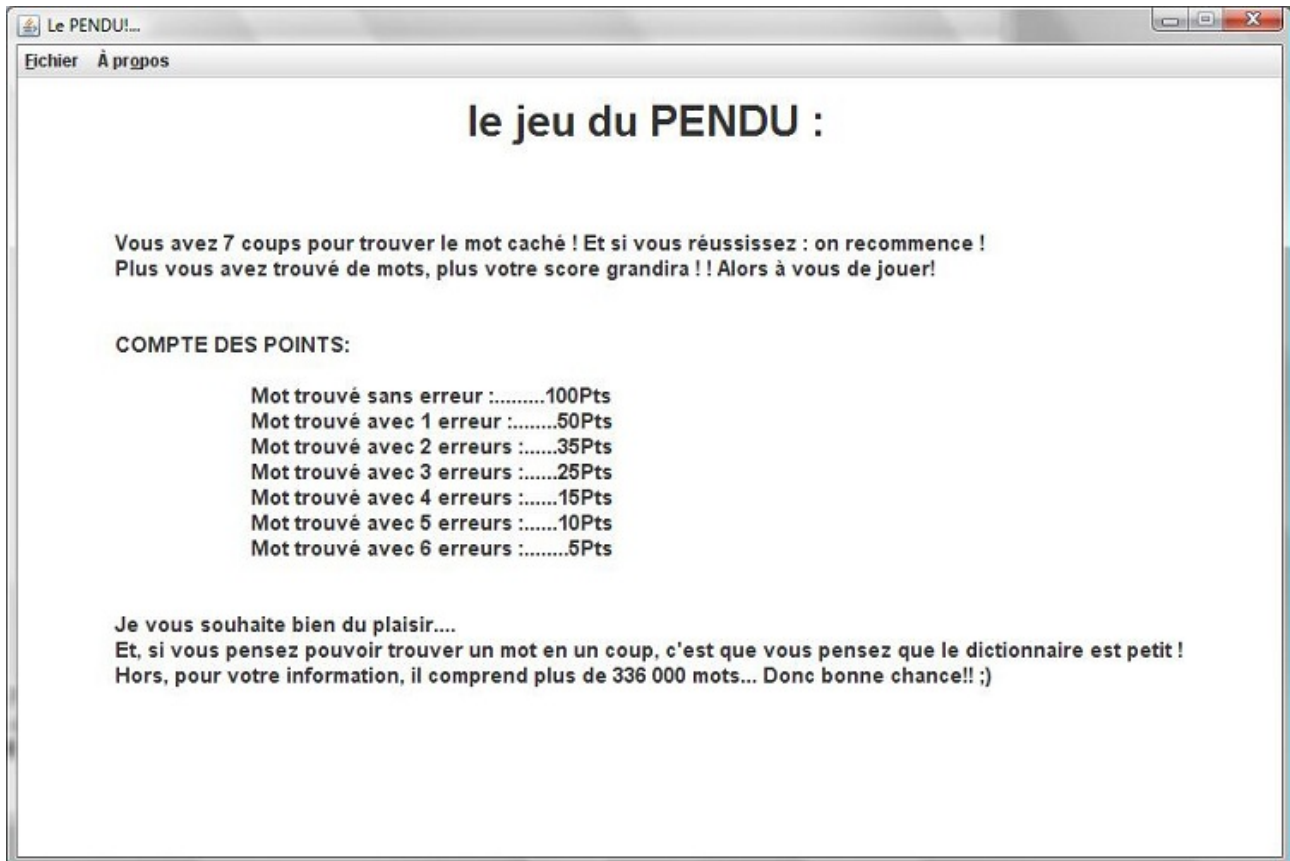 Le PENDU!...
Fichier À propos
le jeu du PENDU :
Vous avez 7 coups pour trouver le mot caché ! Et si vous réussissez : on recommence !
Plus vous avez trouvé de mots, plus votre score grandira ! ! Alors à vous de jouer!
COMPTE DES POINTS:
Mot trouvé sans erreur :.........100Pts
Mot trouvé avec 1 erreur :........50Pts
Mot trouvé avec 2 erreurs :......35Pts
Mot trouvé avec 3 erreurs :......25Pts
Mot trouvé avec 4 erreurs :......15Pts
Mot trouvé avec 5 erreurs :......10Pts
Mot trouvé avec 6 erreurs :........5Pts
Je vous souhaite bien du plaisir....
Et, si vous pensez pouvoir trouver un mot en un coup, c'est que vous pensez que le dictionnaire est petit !
Hors, pour votre information, il comprend plus de 336 000 mots... Donc bonne chance!! ;)